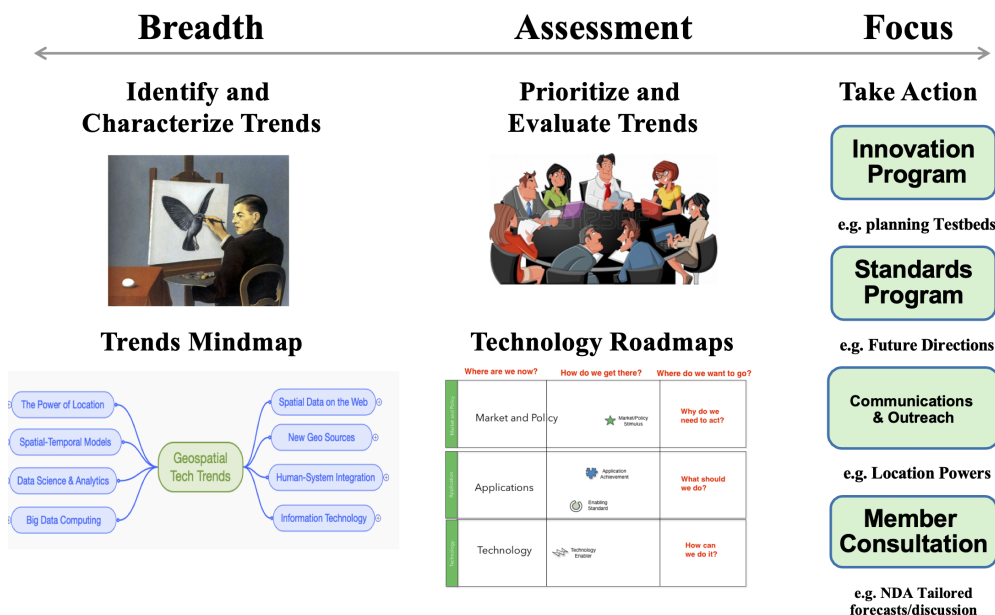 Breadth
Assessment
Focus
Identify and
Characterize Trends
Prioritize and
Evaluate Trends
Take Action
Innovation
Program
e.g. planning Testbeds
Standards
Program
e.g. Future Directions
Communications
& Outreach
e.g. Location Powers
Member
Consultation
e.g. NDA Tailored
forecasts/discussion
Trends Mindmap
The Power of Location
Spatial-Temporal Models
Data Science & Analytics
Big Data Computing
Geospatial
Tech Trends
Spatial Data on the Web
New Geo Sources
Human-System Integration
Information Technology
Technology Roadmaps
Where are we now?
How do we get there?
Where do we want to go?
Market and Policy
Market and Policy
Market/Policy
Stimulus
Why do we
need to act?
Application
Applications
Application
Achievement
Enabling
Standard
What should
we do?
Technology
Technology
Technology
Enabler
How can
we do it?